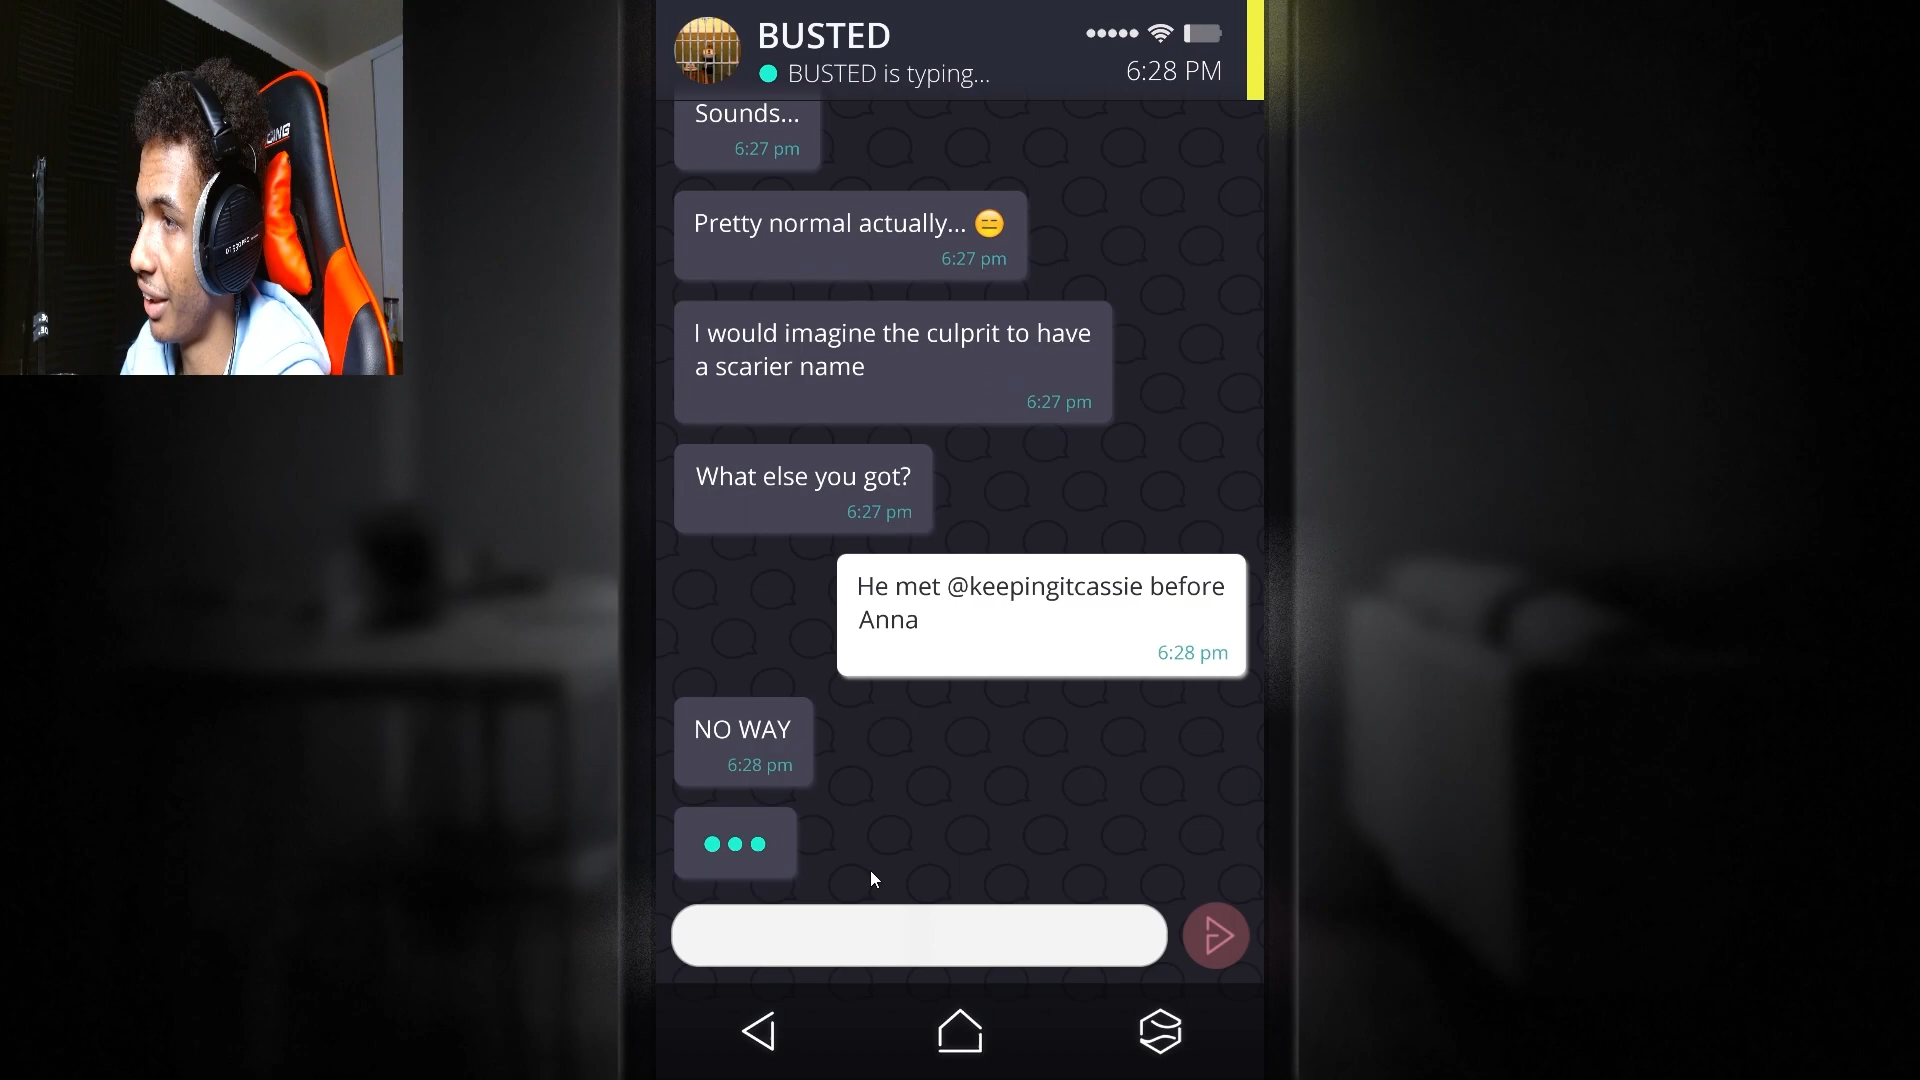 BUSTED
BUSTED is typing...
6:28 PM
Sounds...
6:27 pm
Pretty normal actually... 😑
6:27 pm
I would imagine the culprit to have
a scarier name
6:27 pm
What else you got?
6:27 pm
He met @keepingitcassie before
Anna
6:28 pm
NO WAY
6:28 pm